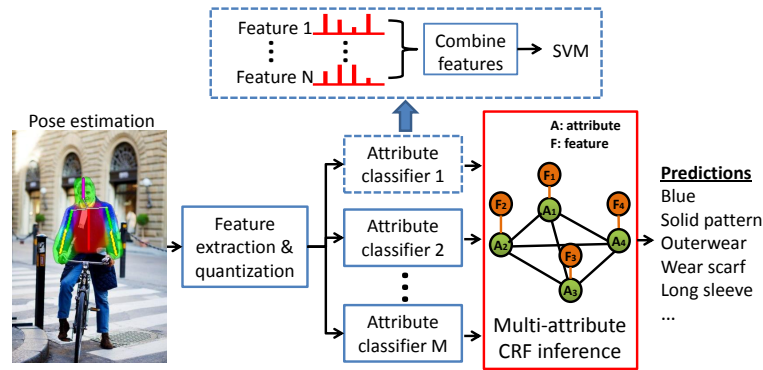 Feature 1
Feature N
Combine
features
SVM
Pose estimation
Feature
extraction &
quantization
Attribute
classifier 1
Attribute
classifier 2
Attribute
classifier M
A: attribute
F: feature
F1
F2
F4
A1
A2
F3
A4
A3
Multi-attribute
CRF inference
Predictions
Blue
Solid pattern
Outerwear
Wear scarf
Long sleeve
...